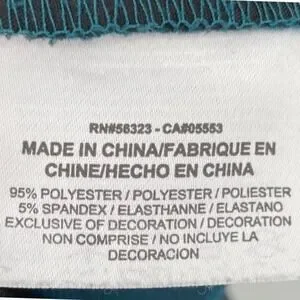 RN#56323 - CA#05553
MADE IN CHINA/FABRIQUE EN
CHINE/HECHO EN CHINA
95% POLYESTER / POLYESTER / POLIESTER
5% SPANDEX / ELASTHANNE / ELASTANO
EXCLUSIVE OF DECORATION / DECORATION
NON COMPRISE / NO INCLUYE LA
DECORACION